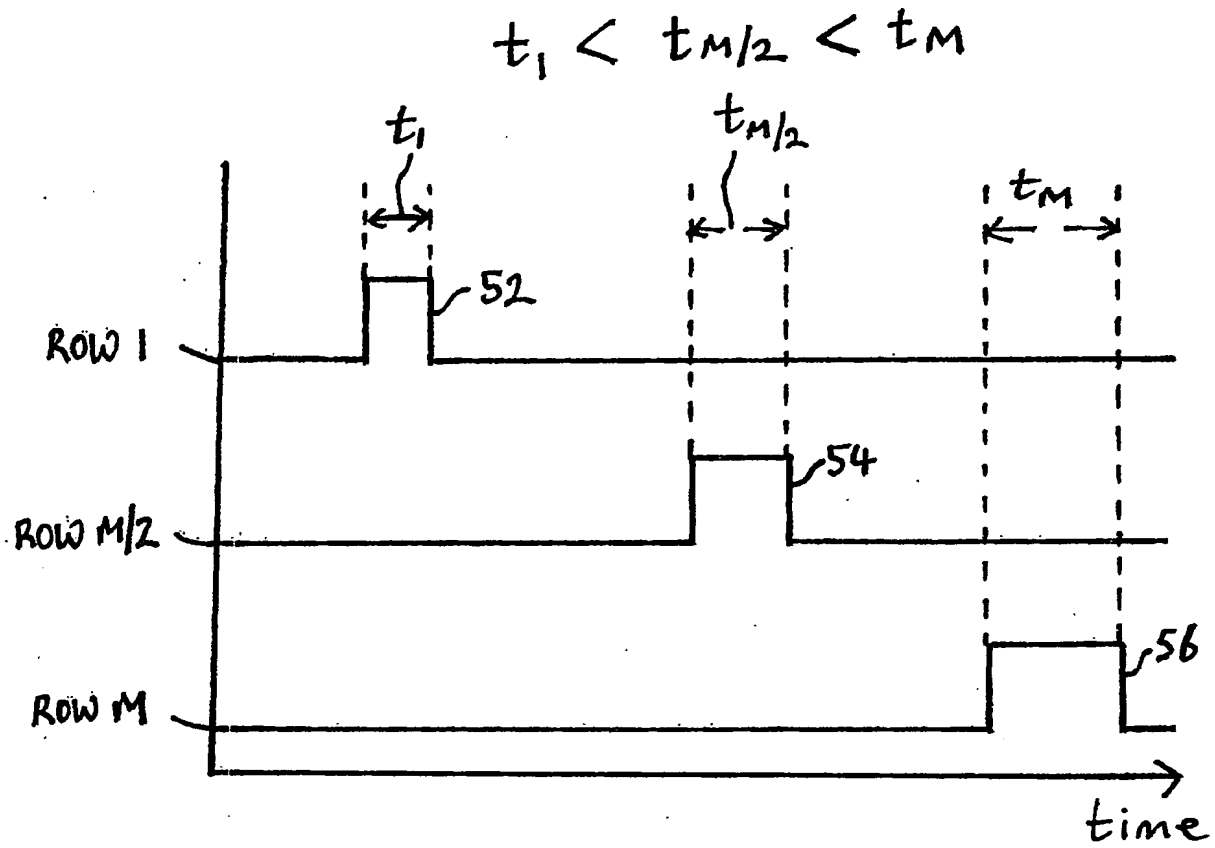 t₁ < tM/2 < tM
t₁
tM/2
tM
52
ROW 1
54
ROW M/2
56
ROW M
time